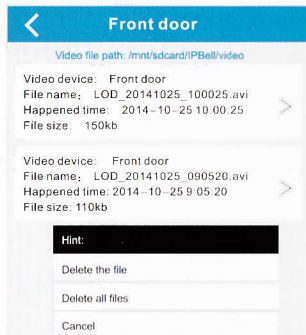 Front door
Video file path: /mnt/sdcard/IPBell/video
Video device: Front door
File name: LOD_20141025_100025.avi
Happened time: 2014-10-25 10:00:25
File size: 150kb
Video device: Front door
File name: LOD_20141025_090520.avi
Happened time: 2014-10-25 9:05:20
File size: 110kb
Hint:
Delete the file
Delete all files
Cancel